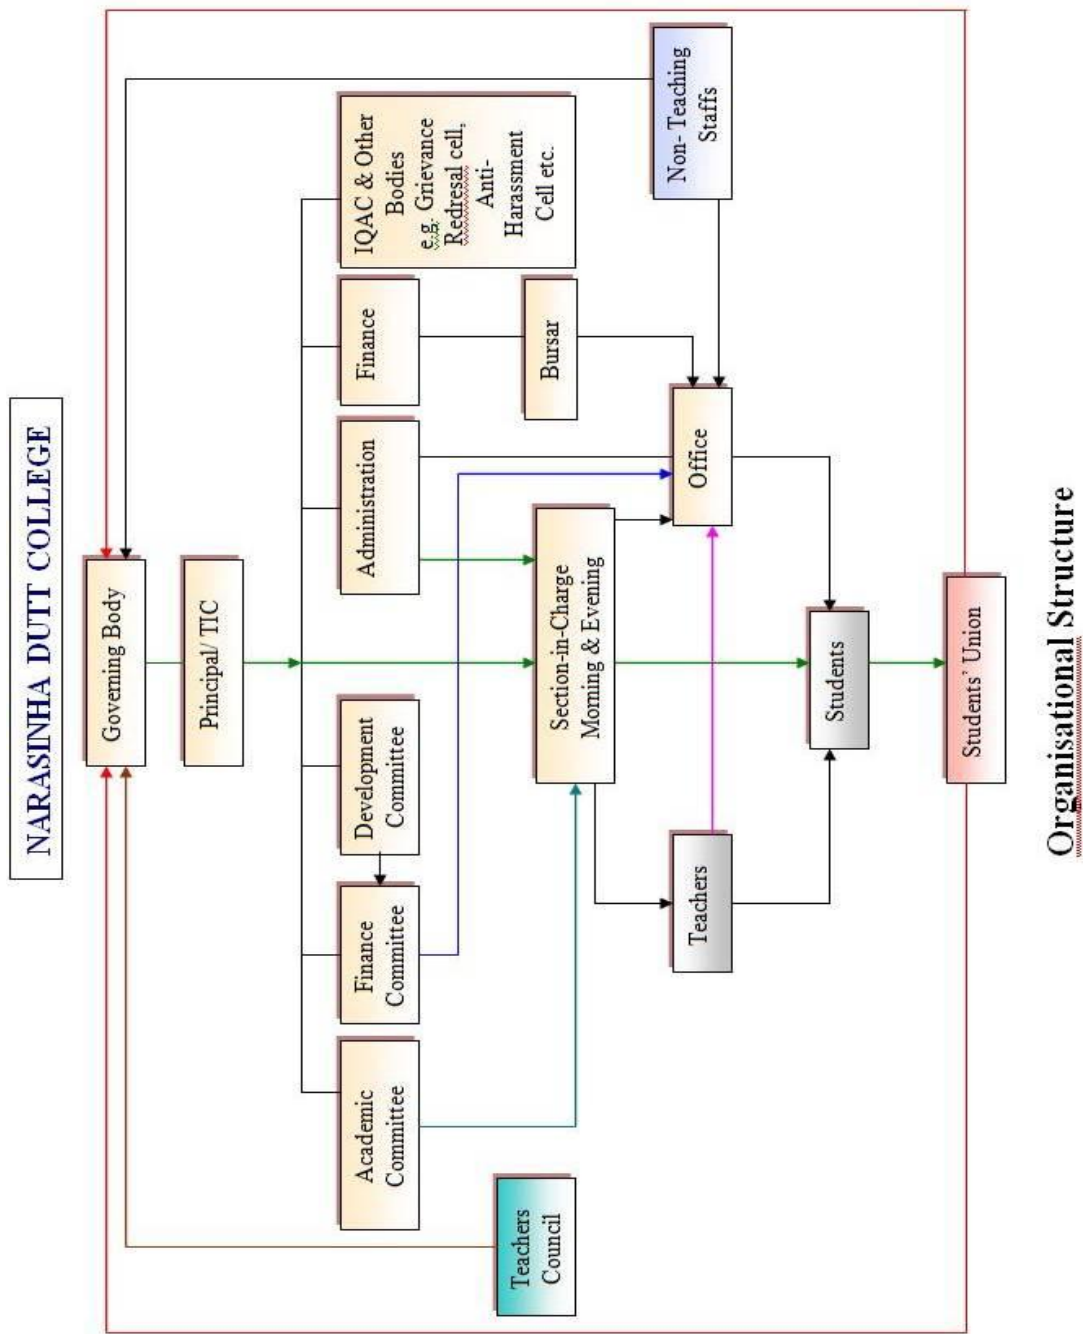 NARASINHA DUTT COLLEGE
Governing Body
Principal/ TIC
Academic
Committee
Finance
Committee
Development
Committee
Administration
Finance
IQAC & Other
Bodies
e.g. Grievance
Redresal cell,
Anti-
Harassment
Cell etc.
Teachers
Council
Section-in-Charge
Morning & Evening
Bursar
Non- Teaching
Staffs
Teachers
Office
Students
Students' Union
Organisational Structure